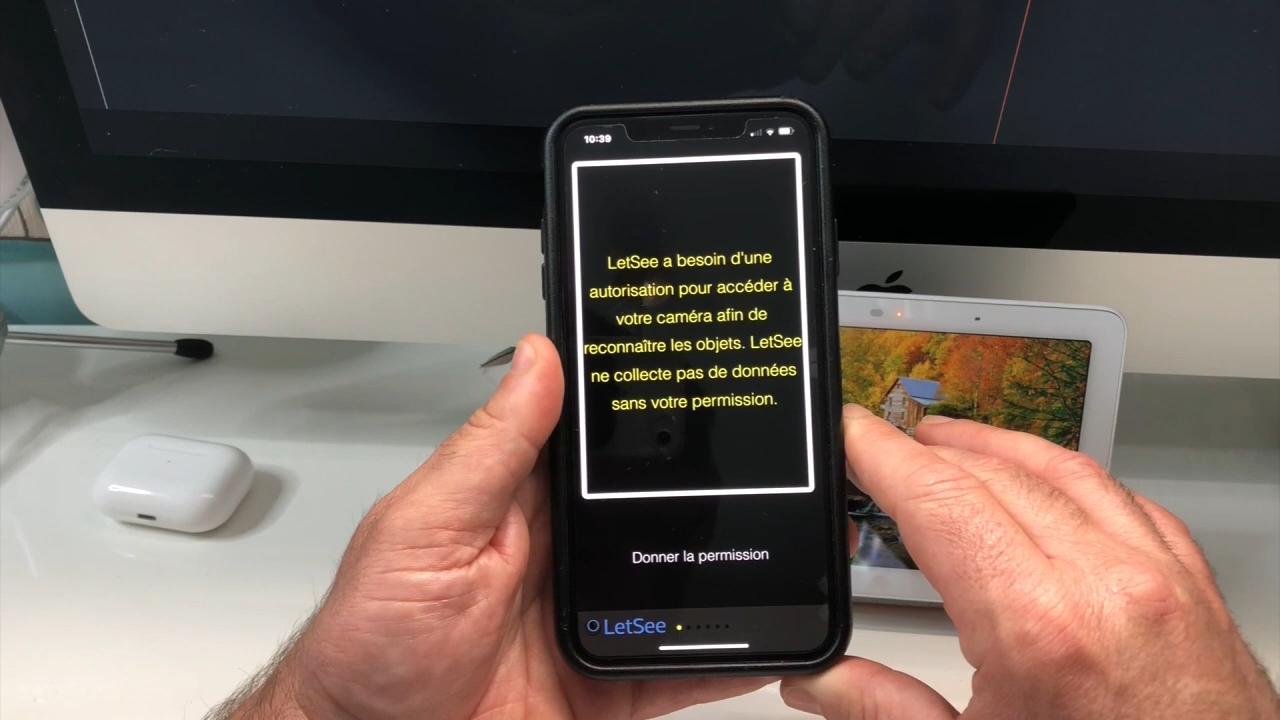 10:39
LetSee a besoin d'une
autorisation pour accéder à
votre caméra afin de
reconnaître les objets. LetSee
ne collecte pas de données
sans votre permission.
Donner la permission
LetSee